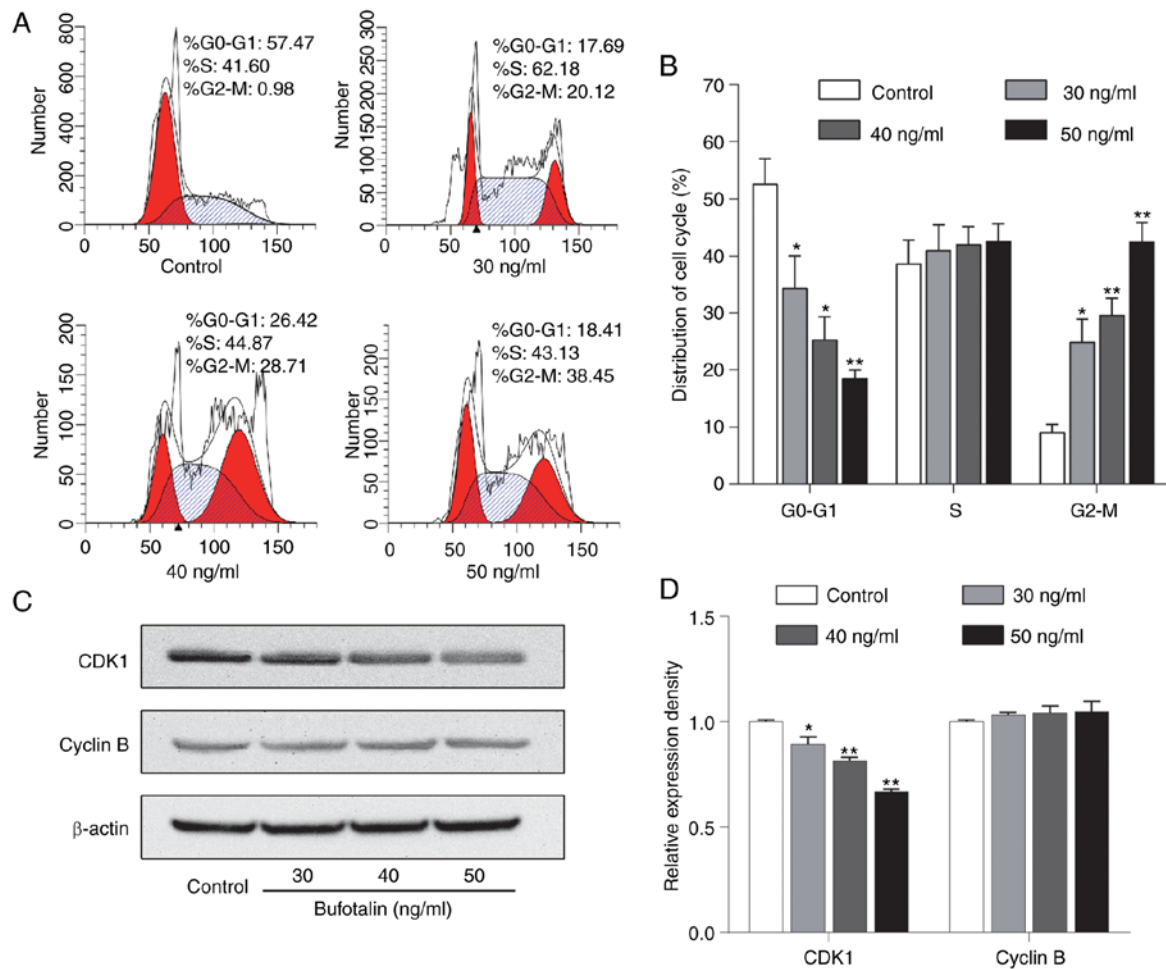 A
%G0-G1: 57.47
%S: 41.60
%G2-M: 0.98
Number
800
600
400
200
0
0 50 100 150
Control
%G0-G1: 17.69
%S: 62.18
%G2-M: 20.12
Number
300
250
200
150
100
50
0
0 60 120 180
30 ng/ml
%G0-G1: 26.42
%S: 44.87
%G2-M: 28.71
Number
200
150
100
50
0
0 50 100 150
40 ng/ml
%G0-G1: 18.41
%S: 43.13
%G2-M: 38.45
Number
200
150
100
50
0
0 60 120 180
50 ng/ml
B
Control 30 ng/ml
40 ng/ml 50 ng/ml
Distribution of cell cycle (%)
70
60
50
40
30
20
10
0
* * **
* ** **
G0-G1 S G2-M
C
CDK1
Cyclin B
β-actin
Control 30 40 50
Bufotalin (ng/ml)
D
Control 30 ng/ml
40 ng/ml 50 ng/ml
Relative expression density
1.5
1.0
0.5
0.0
* ** **
CDK1 Cyclin B